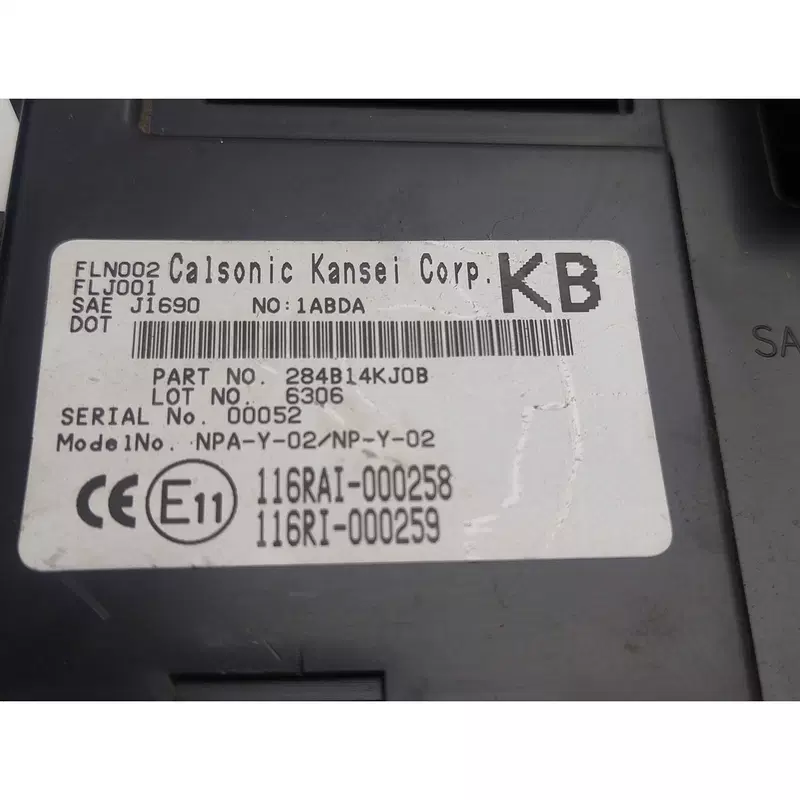 FLN002 Calsonic Kansei Corp. KB
FLJ001
SAE J1690 NO:1ABDA
DOT
PART NO. 284B14KJ0B
LOT NO. 6306
SERIAL No. 00052
ModelNo. NPA-Y-02/NP-Y-02
CE E11 116RAI-000258
116RI-000259
SA